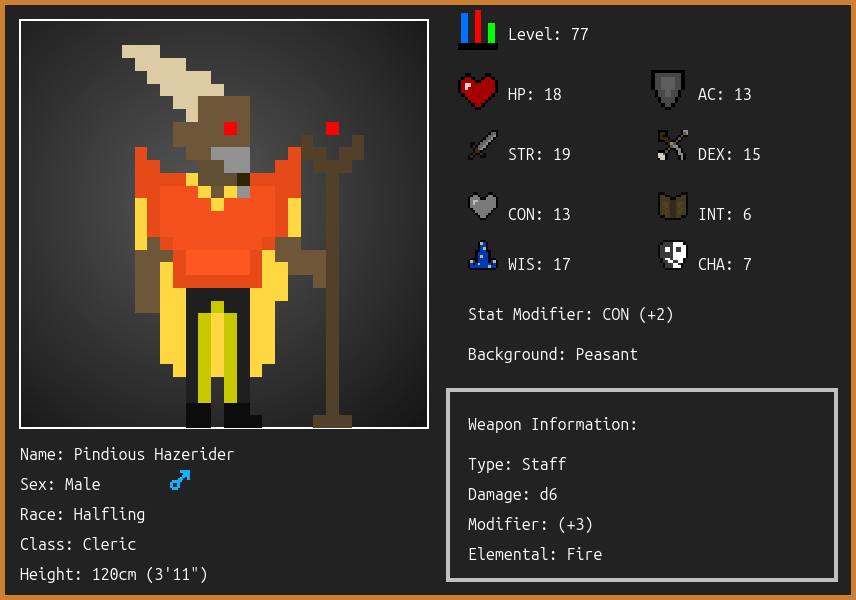 Level: 77
HP: 18
AC: 13
STR: 19
DEX: 15
CON: 13
INT: 6
WIS: 17
CHA: 7
Stat Modifier: CON (+2)
Background: Peasant
Weapon Information:
Type: Staff
Damage: d6
Modifier: (+3)
Elemental: Fire
Name: Pindious Hazerider
Sex: Male
Race: Halfling
Class: Cleric
Height: 120cm (3'11")